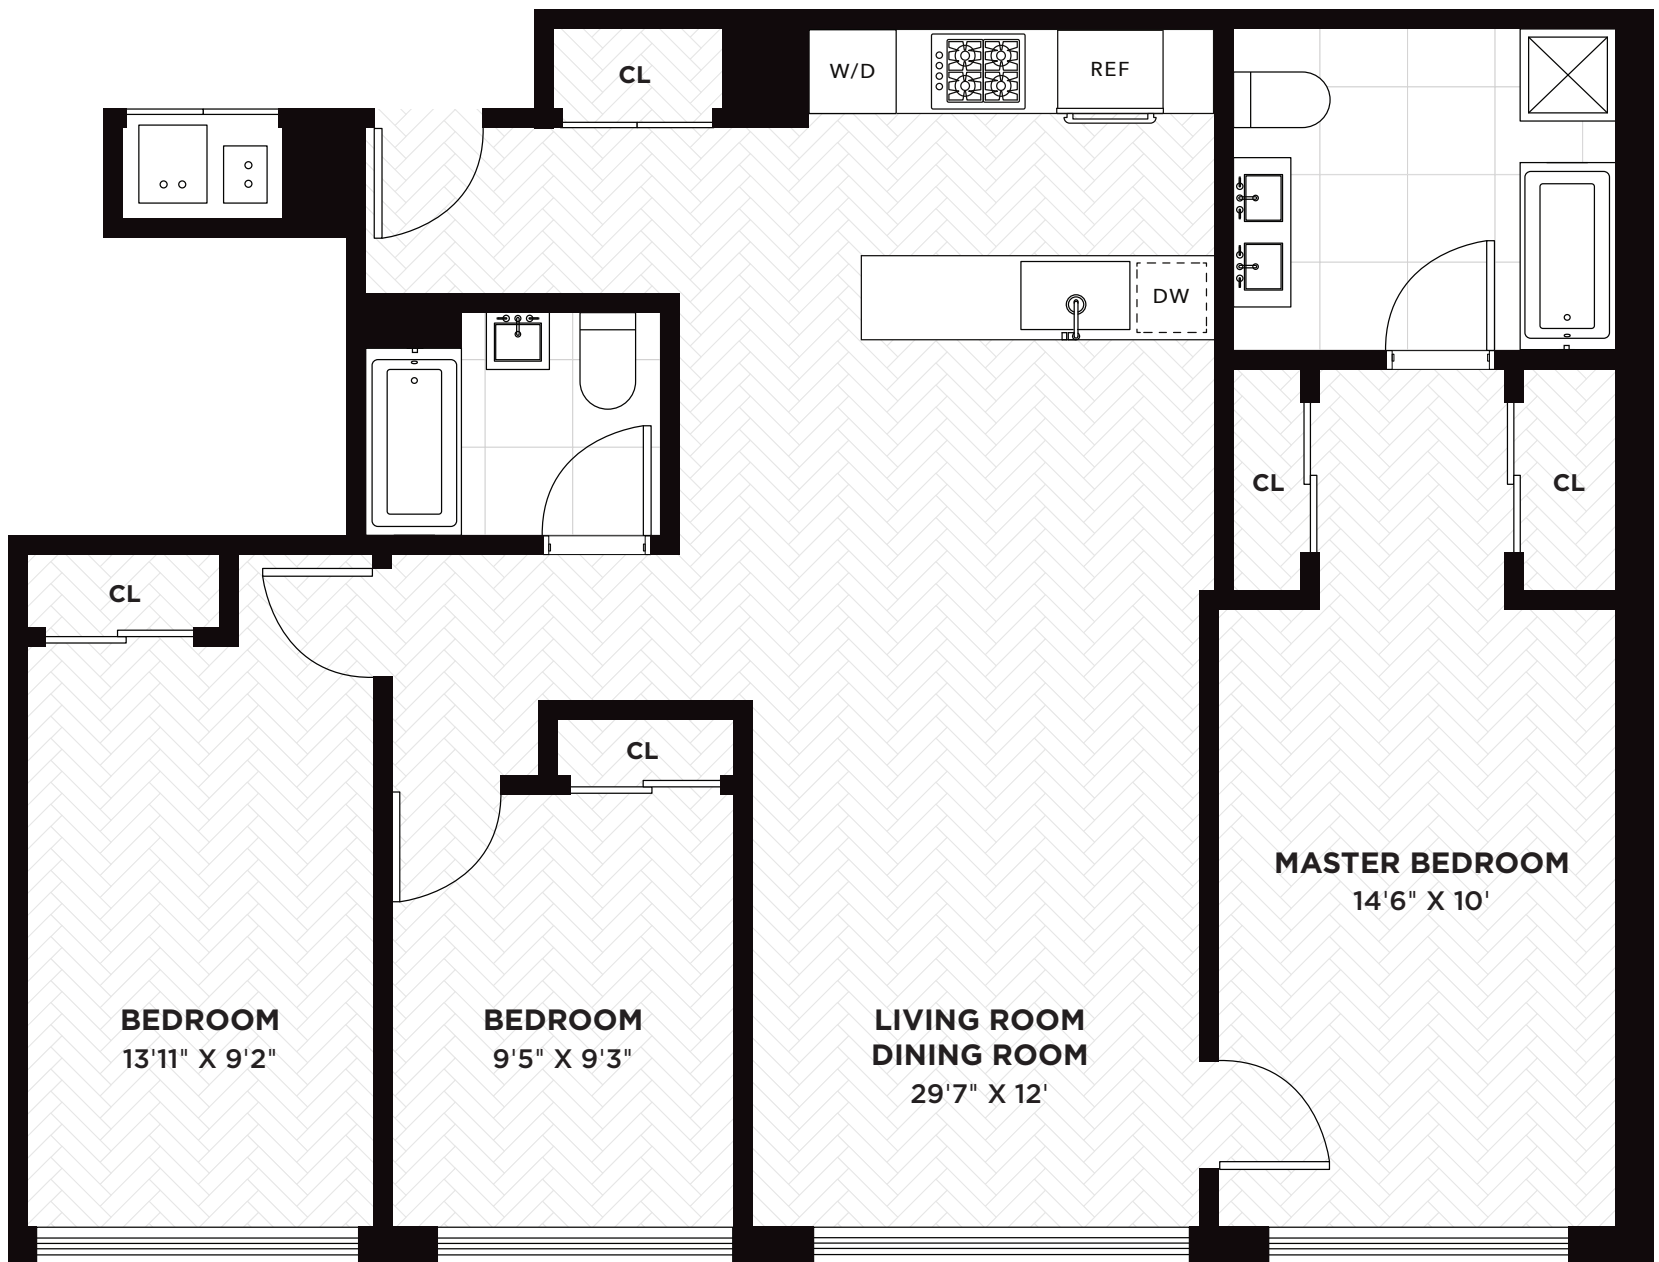 CL
W/D
REF
DW
CL
CL
CL
CL
MASTER BEDROOM
14'6" X 10'
BEDROOM
13'11" X 9'2"
BEDROOM
9'5" X 9'3"
LIVING ROOM
DINING ROOM
29'7" X 12'